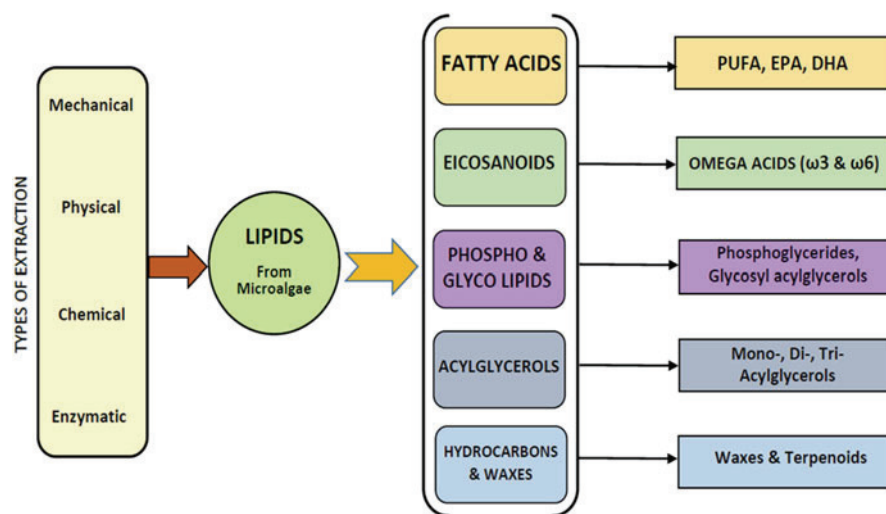 TYPES OF EXTRACTION
Mechanical
Physical
Chemical
Enzymatic
LIPIDS
From
Microalgae
FATTY ACIDS
PUFA, EPA, DHA
EICOSANOIDS
OMEGA ACIDS (ω3 & ω6)
PHOSPHO &
GLYCO LIPIDS
Phosphoglycerides,
Glycosyl acylglycerols
ACYLGLYCEROLS
Mono-, Di-, Tri-
Acylglycerols
HYDROCARBONS
& WAXES
Waxes & Terpenoids